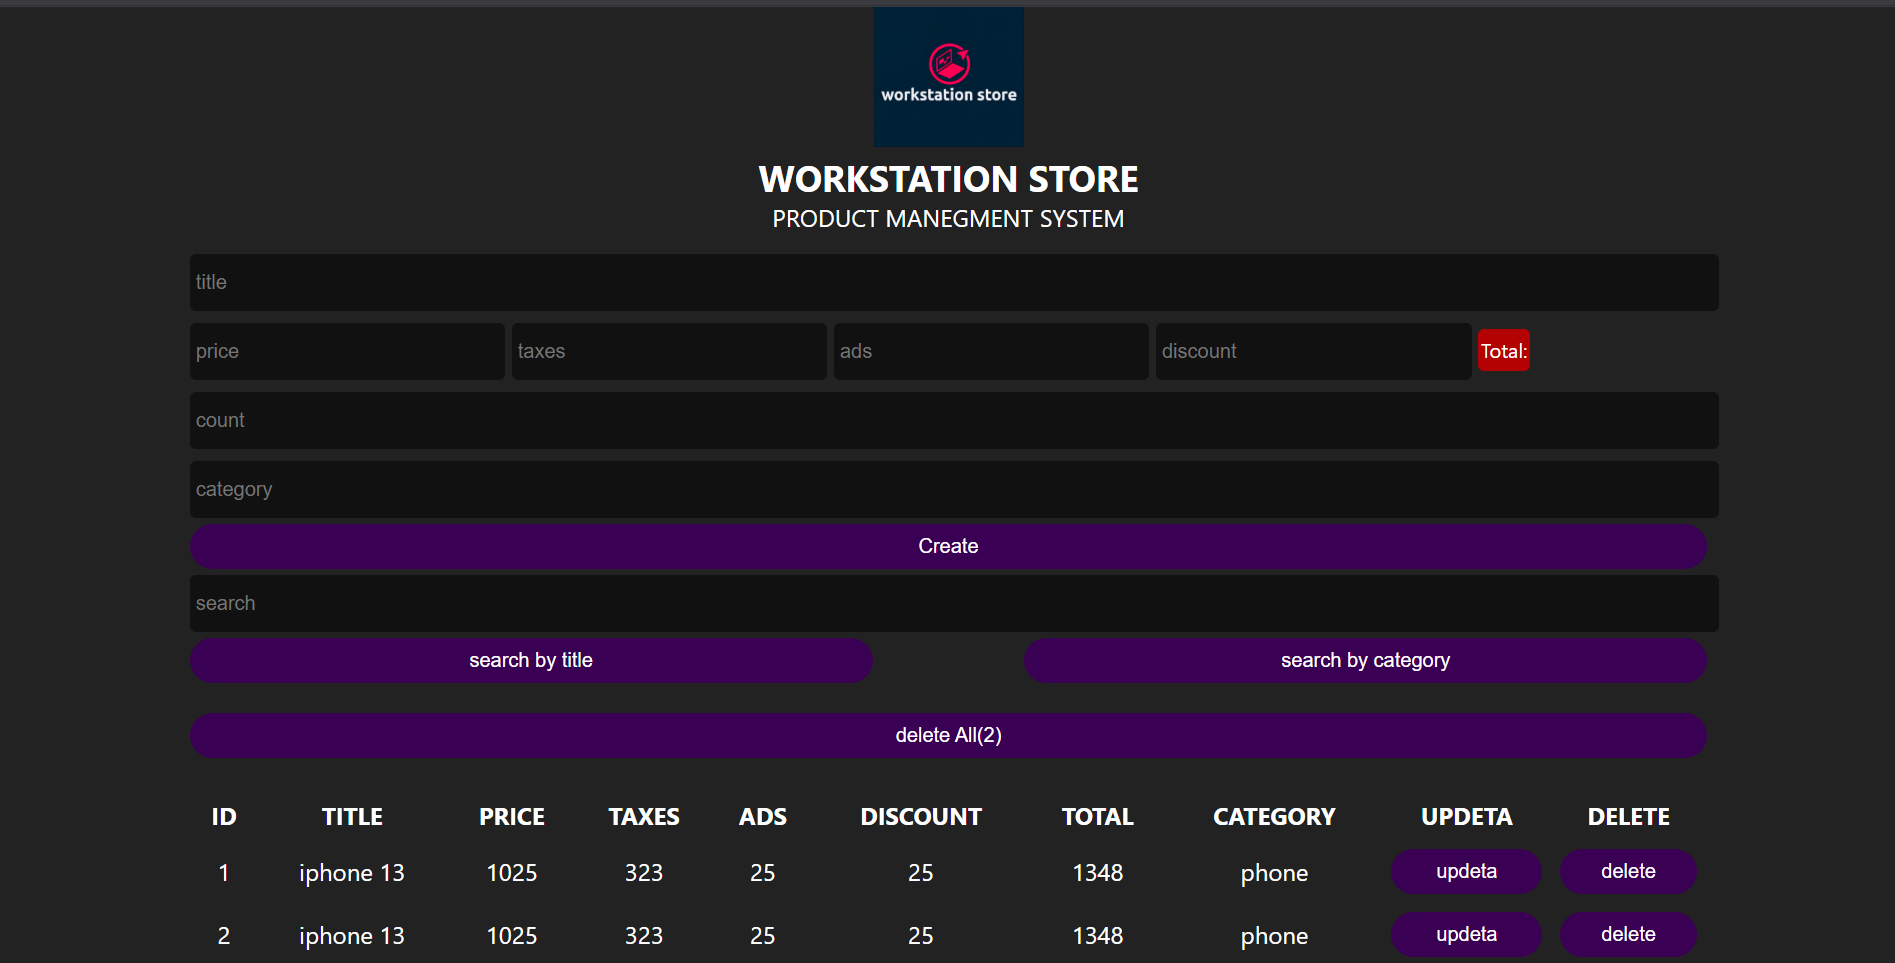 workstation store
WORKSTATION STORE
PRODUCT MANEGMENT SYSTEM
title
price taxes ads discount Total:
count
category
Create
search
search by title search by category
delete All(2)
ID TITLE PRICE TAXES ADS DISCOUNT TOTAL CATEGORY UPDETA DELETE
1 iphone 13 1025 323 25 25 1348 phone updeta delete
2 iphone 13 1025 323 25 25 1348 phone updeta delete